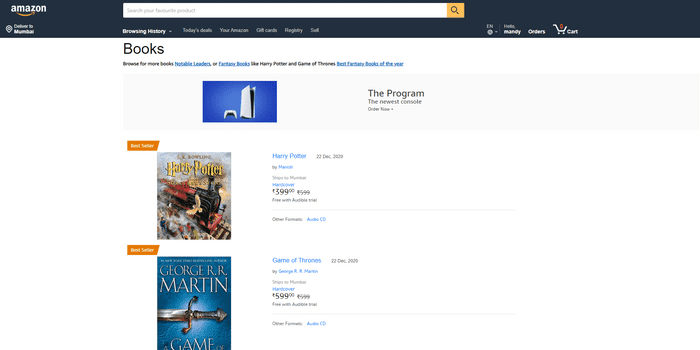 amazon
Search your favourite product
Deliver to
Mumbai
Browsing History
Today's deals
Your Amazon
Gift cards
Registry
Sell
EN
Hello,
mandy
Orders
0
Cart
Books
Browse for more books Notable Leaders, or Fantasy Books like Harry Potter and Game of Thrones Best Fantasy Books of the year
The Program
The newest console
Order Now >
Best Seller
J. K. ROWLING
Harry Potter
Harry Potter
22 Dec, 2020
by Marion
Ships to Mumbai
Hardcover
₹39900 ₹599
Free with Audible trial
Other Formats: Audio CD
Best Seller
GEORGE R.R.
MARTIN
A GAME
OF
Game of Thrones
22 Dec, 2020
by George R. R. Martin
Ships to Mumbai
Hardcover
₹59900 ₹599
Free with Audible trial
Other Formats: Audio CD